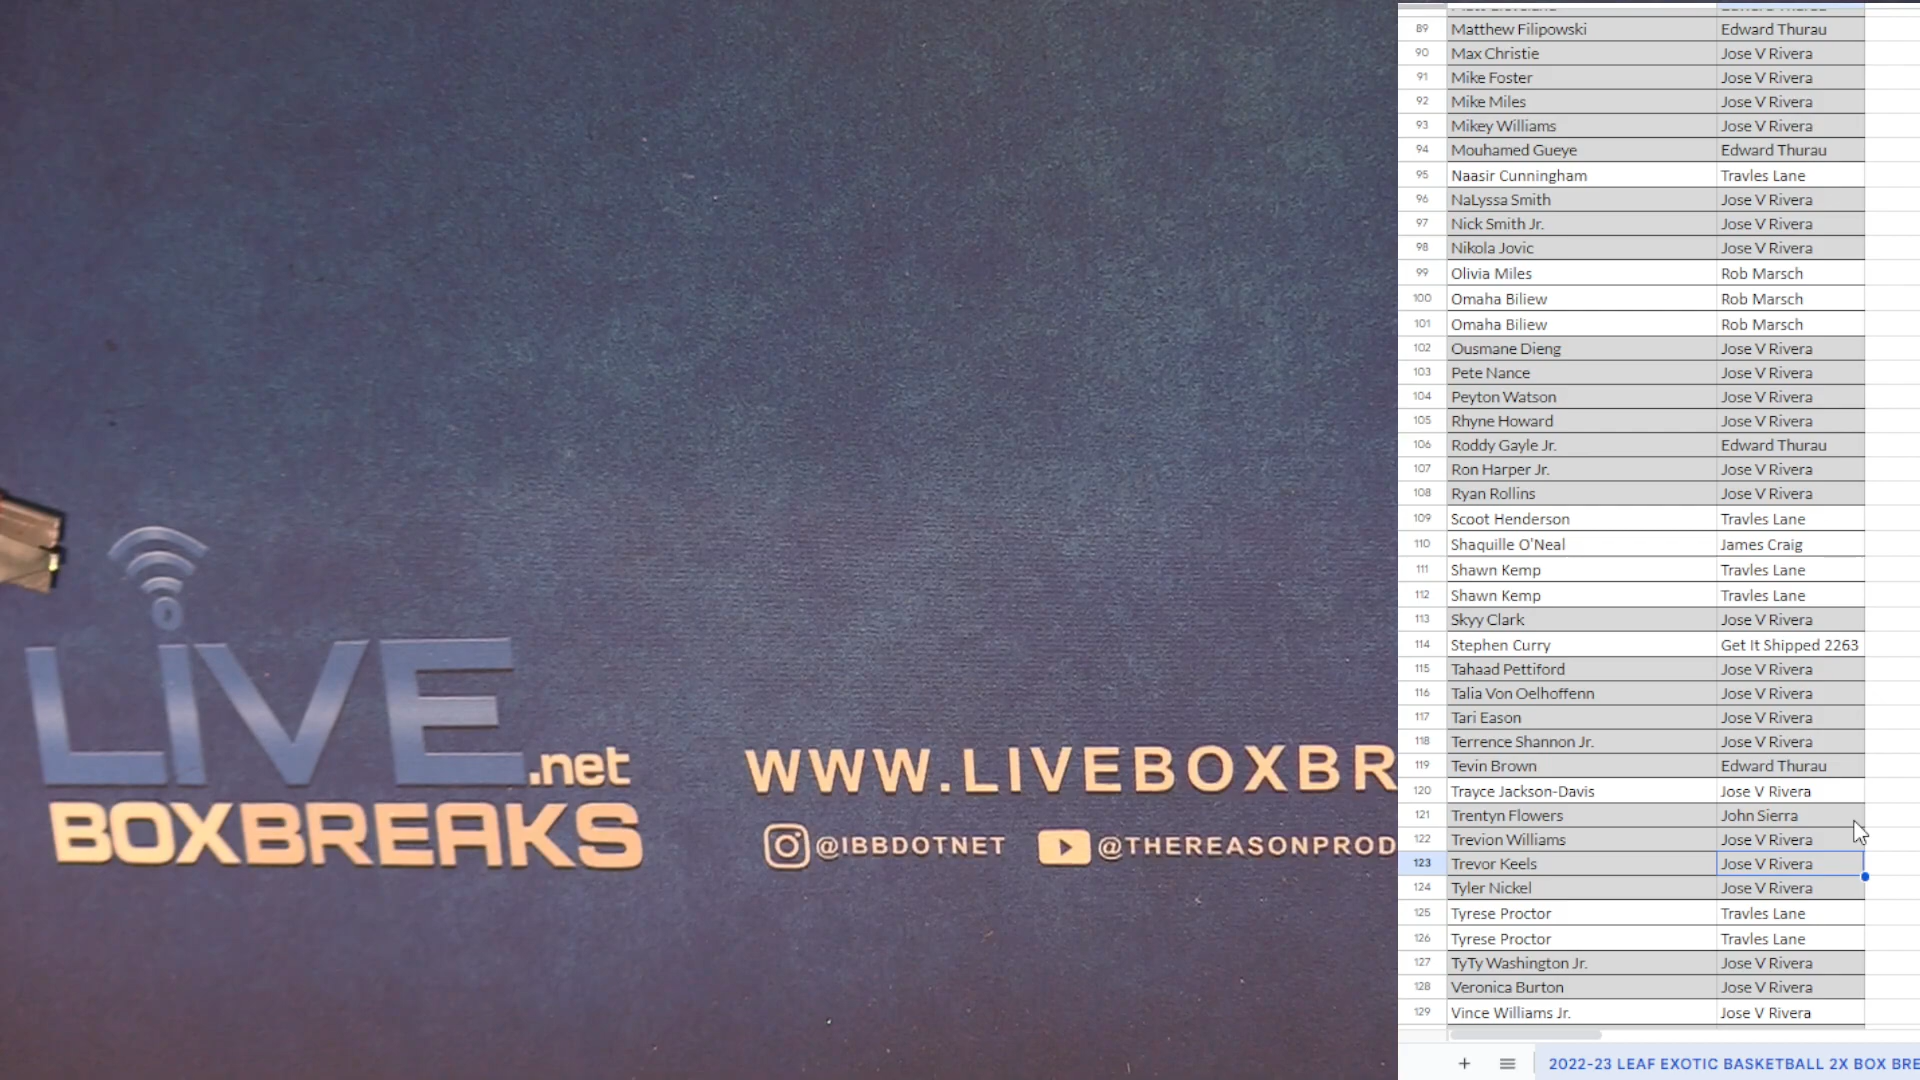 LIVE
.net
BOXBREAKS
WWW.LIVEBOXBR
@IBBDOTNET @THEREASONPROD
89 Matthew Filipowski Edward Thurau
90 Max Christie Jose V Rivera
91 Mike Foster Jose V Rivera
92 Mike Miles Jose V Rivera
93 Mikey Williams Jose V Rivera
94 Mouhamed Gueye Edward Thurau
95 Naasir Cunningham Travles Lane
96 NaLyssa Smith Jose V Rivera
97 Nick Smith Jr. Jose V Rivera
98 Nikola Jovic Jose V Rivera
99 Olivia Miles Rob Marsch
100 Omaha Biliew Rob Marsch
101 Omaha Biliew Rob Marsch
102 Ousmane Dieng Jose V Rivera
103 Pete Nance Jose V Rivera
104 Peyton Watson Jose V Rivera
105 Rhyne Howard Jose V Rivera
106 Roddy Gayle Jr. Edward Thurau
107 Ron Harper Jr. Jose V Rivera
108 Ryan Rollins Jose V Rivera
109 Scoot Henderson Travles Lane
110 Shaquille O'Neal James Craig
111 Shawn Kemp Travles Lane
112 Shawn Kemp Travles Lane
113 Skyy Clark Jose V Rivera
114 Stephen Curry Get It Shipped 2263
115 Tahaad Pettiford Jose V Rivera
116 Talia Von Oelhoffenn Jose V Rivera
117 Tari Eason Jose V Rivera
118 Terrence Shannon Jr. Jose V Rivera
119 Tevin Brown Edward Thurau
120 Trayce Jackson-Davis Jose V Rivera
121 Trentyn Flowers John Sierra
122 Trevion Williams Jose V Rivera
123 Trevor Keels Jose V Rivera
124 Tyler Nickel Jose V Rivera
125 Tyrese Proctor Travles Lane
126 Tyrese Proctor Travles Lane
127 TyTy Washington Jr. Jose V Rivera
128 Veronica Burton Jose V Rivera
129 Vince Williams Jr. Jose V Rivera
2022-23 LEAF EXOTIC BASKETBALL 2X BOX BRE